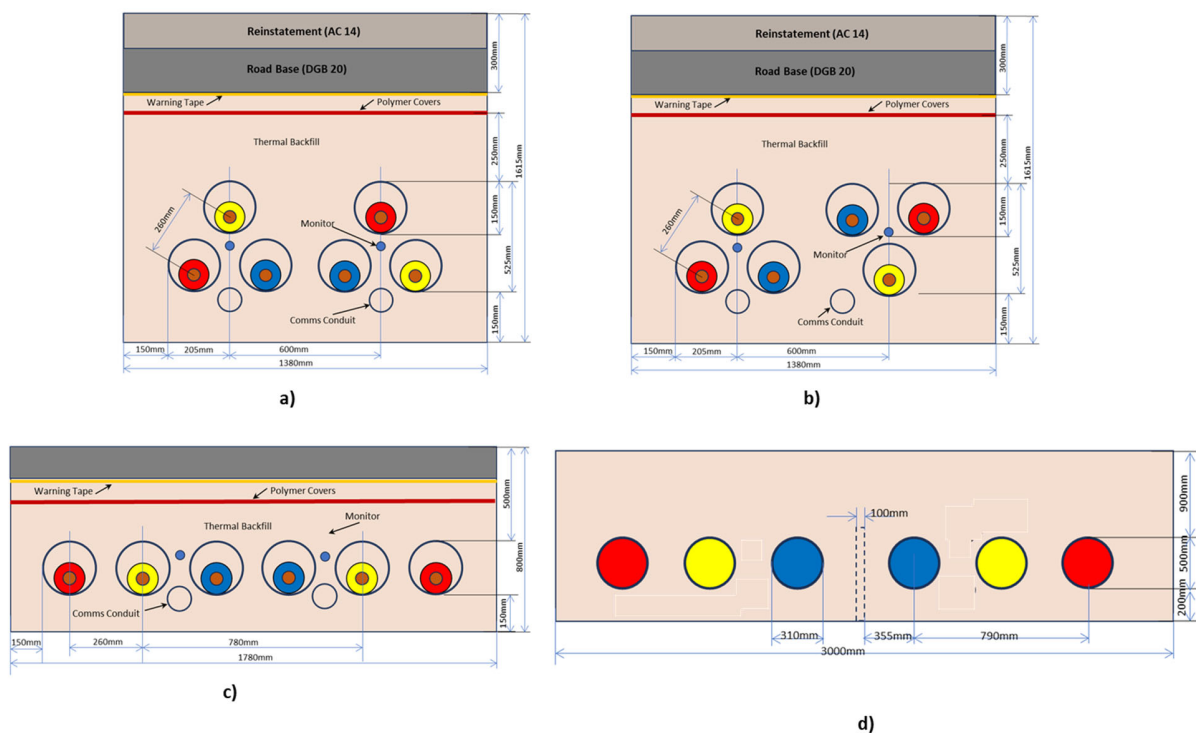 Reinstatement (AC 14)
Road Base (DGB 20)
Warning Tape
Polymer Covers
Thermal Backfill
260mm
Monitor
Comms Conduit
150mm
205mm
600mm
1380mm
300mm
250mm
1615mm
150mm
525mm
150mm
a)
Reinstatement (AC 14)
Road Base (DGB 20)
Warning Tape
Polymer Covers
Thermal Backfill
260mm
Monitor
Comms Conduit
150mm
205mm
600mm
1380mm
300mm
250mm
1615mm
150mm
525mm
150mm
b)
Warning Tape
Polymer Covers
Thermal Backfill
Monitor
Comms Conduit
150mm
260mm
780mm
1780mm
500mm
800mm
150mm
c)
100mm
310mm
355mm
790mm
3000mm
900mm
500mm
200mm
d)